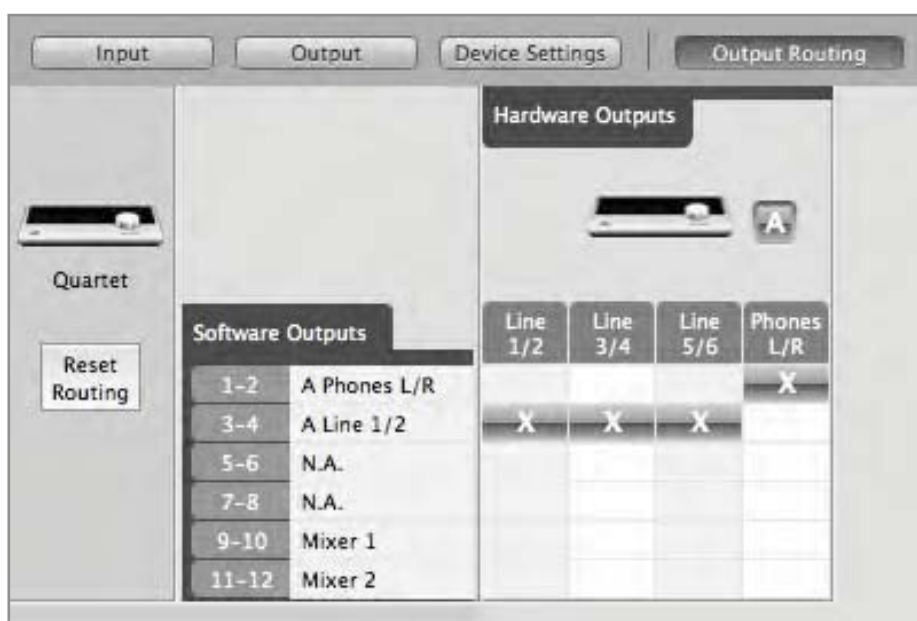 Input Output Device Settings Output Routing
Hardware Outputs
A
Quartet
Reset
Routing
Software Outputs
Line 1/2
Line 3/4
Line 5/6
Phones L/R
1-2 A Phones L/R X
3-4 A Line 1/2 X X X
5-6 N.A.
7-8 N.A.
9-10 Mixer 1
11-12 Mixer 2